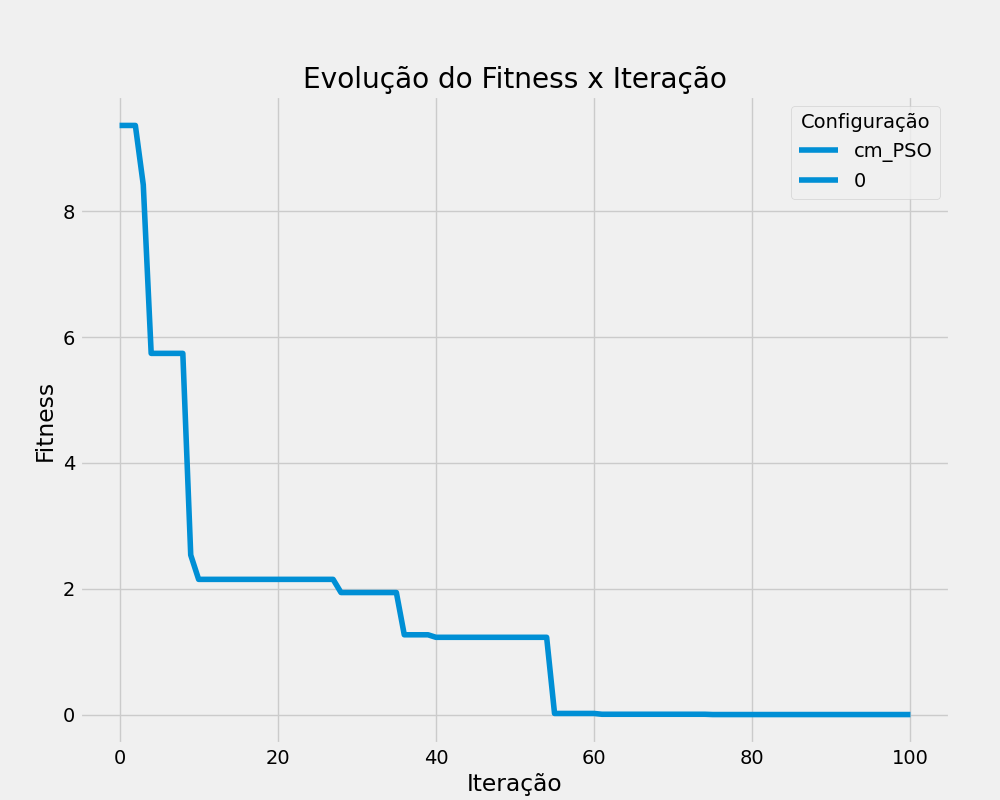 Evolução do Fitness x Iteração
Configuração
cm_PSO
0
Fitness
8
6
4
2
0
0 20 40 60 80 100
Iteração